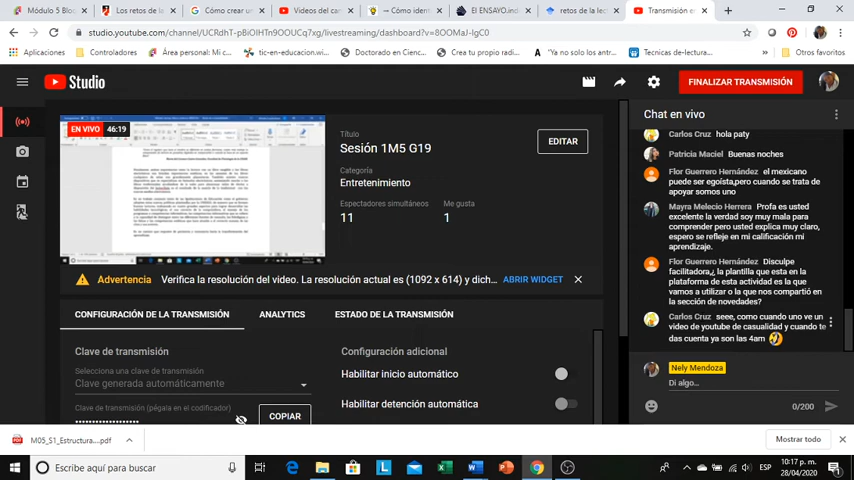 Módulo 5 Bloc
Los retos de la
Cómo crear un
Videos del can
— Cómo identi
El ENSAYO.ind
retos de la lec
Transmisión en
studio.youtube.com/channel/UCRdhT-pBiOIHTn9OOUCq7xg/livestreaming/dashboard?v=8OOMaJ-lgC0
Aplicaciones
Controladores
Área personal: Mi c...
tic-en-educacion.wi...
Doctorado en Cienc...
Crea tu propio radi...
"Ya no solo los antr...
Tecnicas de-lectura...
Otros favoritos
Studio
FINALIZAR TRANSMISIÓN
EN VIVO 46:19
Título
Sesión 1M5 G19
EDITAR
Categoría
Entretenimiento
Espectadores simultáneos
Me gusta
11
1
Advertencia
Verifica la resolución del video. La resolución actual es (1092 x 614) y dich...
ABRIR WIDGET
CONFIGURACIÓN DE LA TRANSMISIÓN
ANALYTICS
ESTADO DE LA TRANSMISIÓN
Clave de transmisión
Selecciona una clave de transmisión
Clave generada automáticamente
Clave de transmisión (pégala en el codificador)
••••••••••••••••••
COPIAR
Configuración adicional
Habilitar inicio automático
Habilitar detención automática
Chat en vivo
Carlos Cruz hola paty
Patricia Maciel Buenas noches
Flor Guerrero Hernández el mexicano
puede ser egoísta,pero cuando se trata de
apoyar somos uno
Mayra Melecio Herrera Profa es usted
excelente la verdad soy muy mala para
comprender pero usted explica muy claro,
espero se refleje en mi calificación y mi
aprendizaje.
Flor Guerrero Hernández Disculpe
facilitadora,¿ la plantilla que esta en la
plataforma de esta actividad es la que
vamos a utilizar o la que nos compartió en
la sección de novedades?
Carlos Cruz seee, como cuando uno ve un
video de youtube de casualidad y cuando te
das cuenta ya son las 4am
Nely Mendoza
Di algo...
0/200
M05_S1_Estructura....pdf
Mostrar todo
Escribe aquí para buscar
ESP
10:17 p. m.
28/04/2020